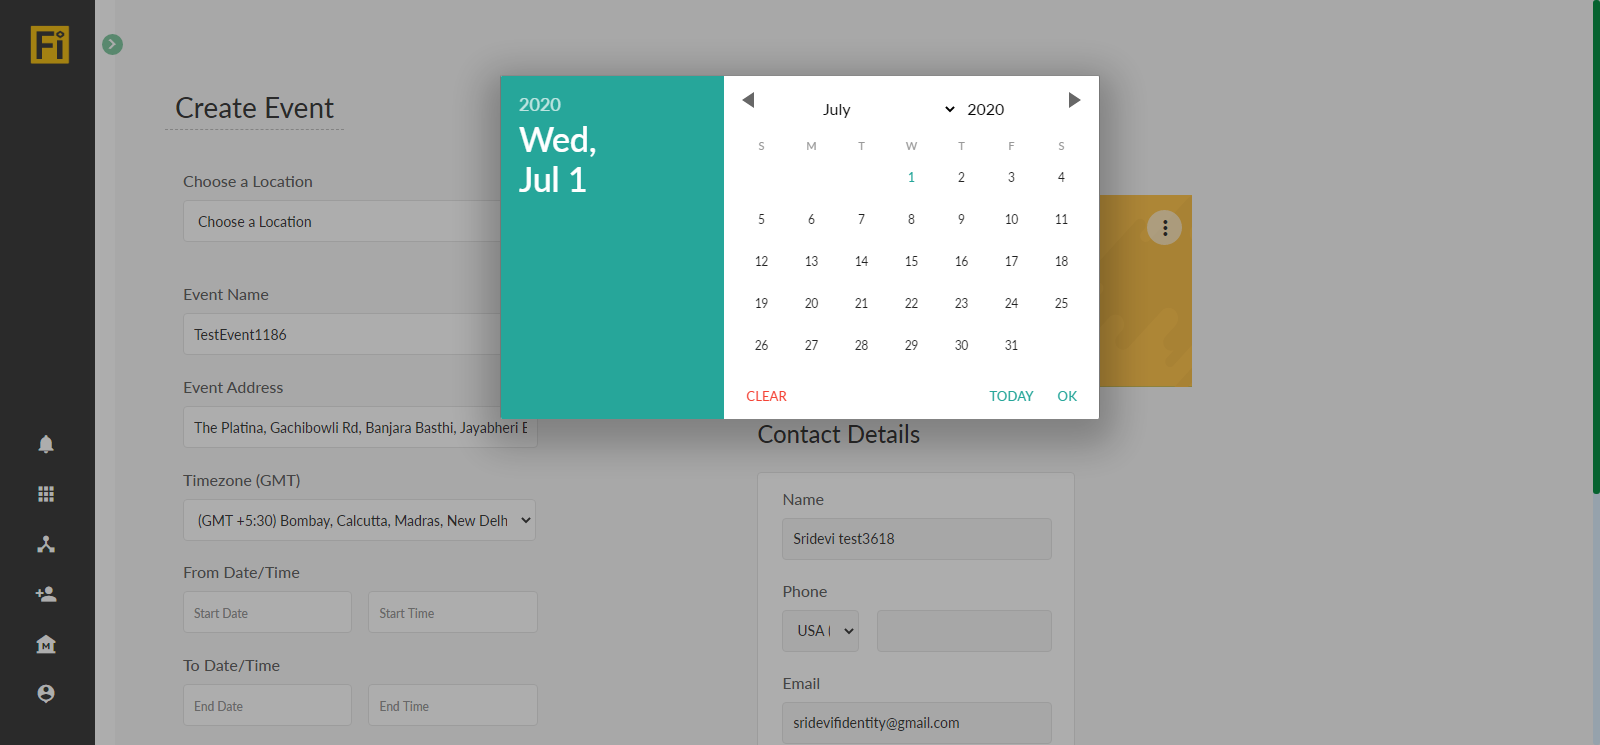 Fi
Create Event
Choose a Location
Choose a Location
Event Name
TestEvent1186
Event Address
The Platina, Gachibowli Rd, Banjara Basthi, Jayabheri E
Timezone (GMT)
(GMT +5:30) Bombay, Calcutta, Madras, New Delh
From Date/Time
Start Date Start Time
To Date/Time
End Date End Time
2020
Wed,
Jul 1
July 2020
S M T W T F S
1 2 3 4
5 6 7 8 9 10 11
12 13 14 15 16 17 18
19 20 21 22 23 24 25
26 27 28 29 30 31
CLEAR TODAY OK
Contact Details
Name
Sridevi test3618
Phone
USA (
Email
sridevifidentity@gmail.com
M